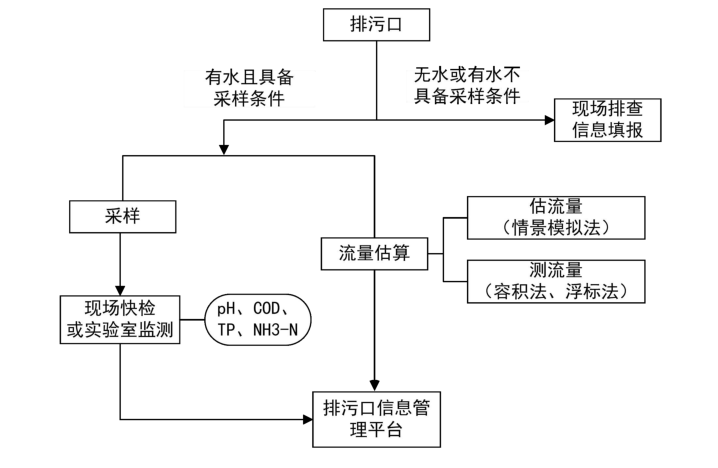 排污口
有水且具备
采样条件
无水或有水不
具备采样条件
现场排查
信息填报
采样
流量估算
估流量
（情景模拟法）
测流量
（容积法、浮标法）
现场快检
或实验室监测
pH、COD、
TP、NH3-N
排污口信息管
理平台